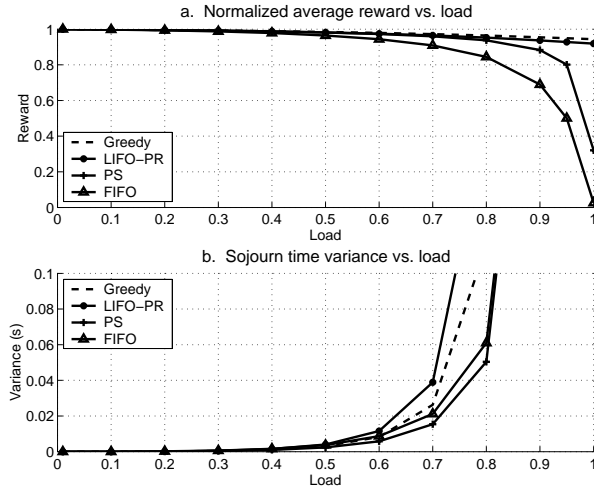 a. Normalized average reward vs. load
1
0.8
0.6
0.4
0.2
0
Reward
Greedy
LIFO−PR
PS
FIFO
0 0.1 0.2 0.3 0.4 0.5 0.6 0.7 0.8 0.9 1
Load
b. Sojourn time variance vs. load
0.1
0.08
0.06
0.04
0.02
0
Variance (s)
Greedy
LIFO−PR
PS
FIFO
0 0.1 0.2 0.3 0.4 0.5 0.6 0.7 0.8 0.9 1
Load